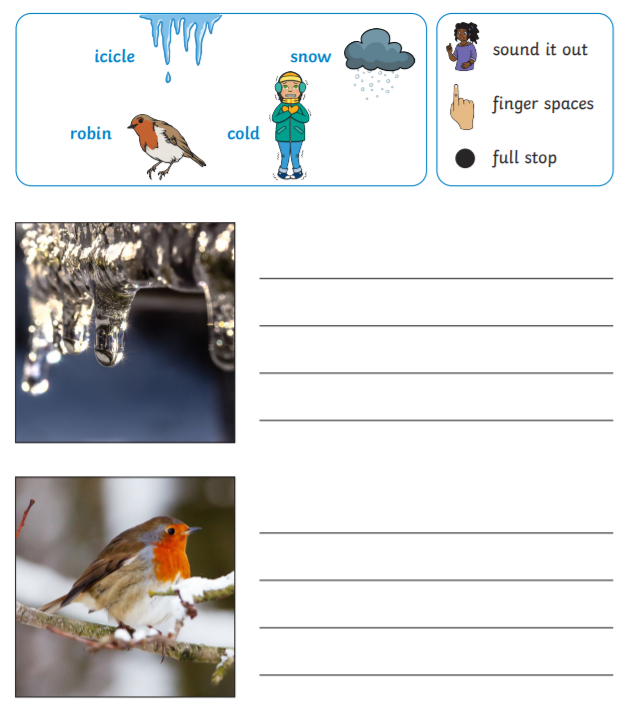 icicle
snow
robin
cold
sound it out
finger spaces
full stop